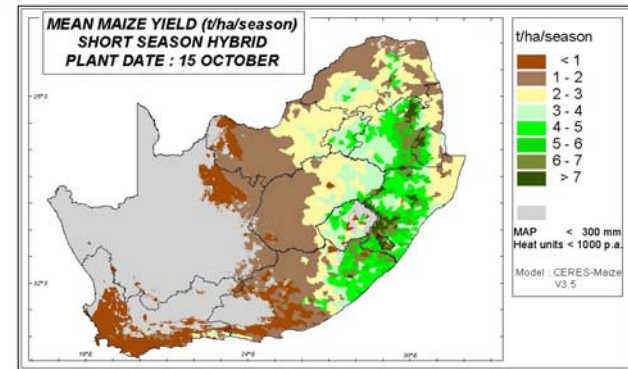 MEAN MAIZE YIELD (t/ha/season)
SHORT SEASON HYBRID
PLANT DATE : 15 OCTOBER
t/ha/season
< 1
1 - 2
2 - 3
3 - 4
4 - 5
5 - 6
6 - 7
> 7
MAP < 300 mm
Heat units < 1000 p.a.
Model : CERES-Maize
V3.5